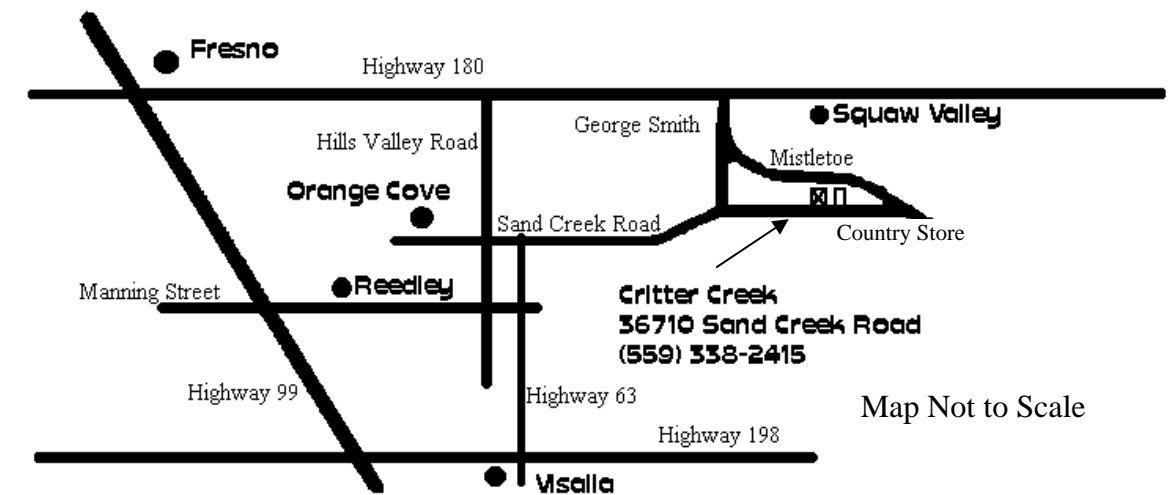 Fresno
Highway 180
Squaw Valley
George Smith
Hills Valley Road
Mistletoe
Orange Cove
Sand Creek Road
Country Store
Manning Street
Reedley
Critter Creek
36710 Sand Creek Road
(559) 338-2415
Highway 99
Highway 63
Map Not to Scale
Highway 198
Visalia